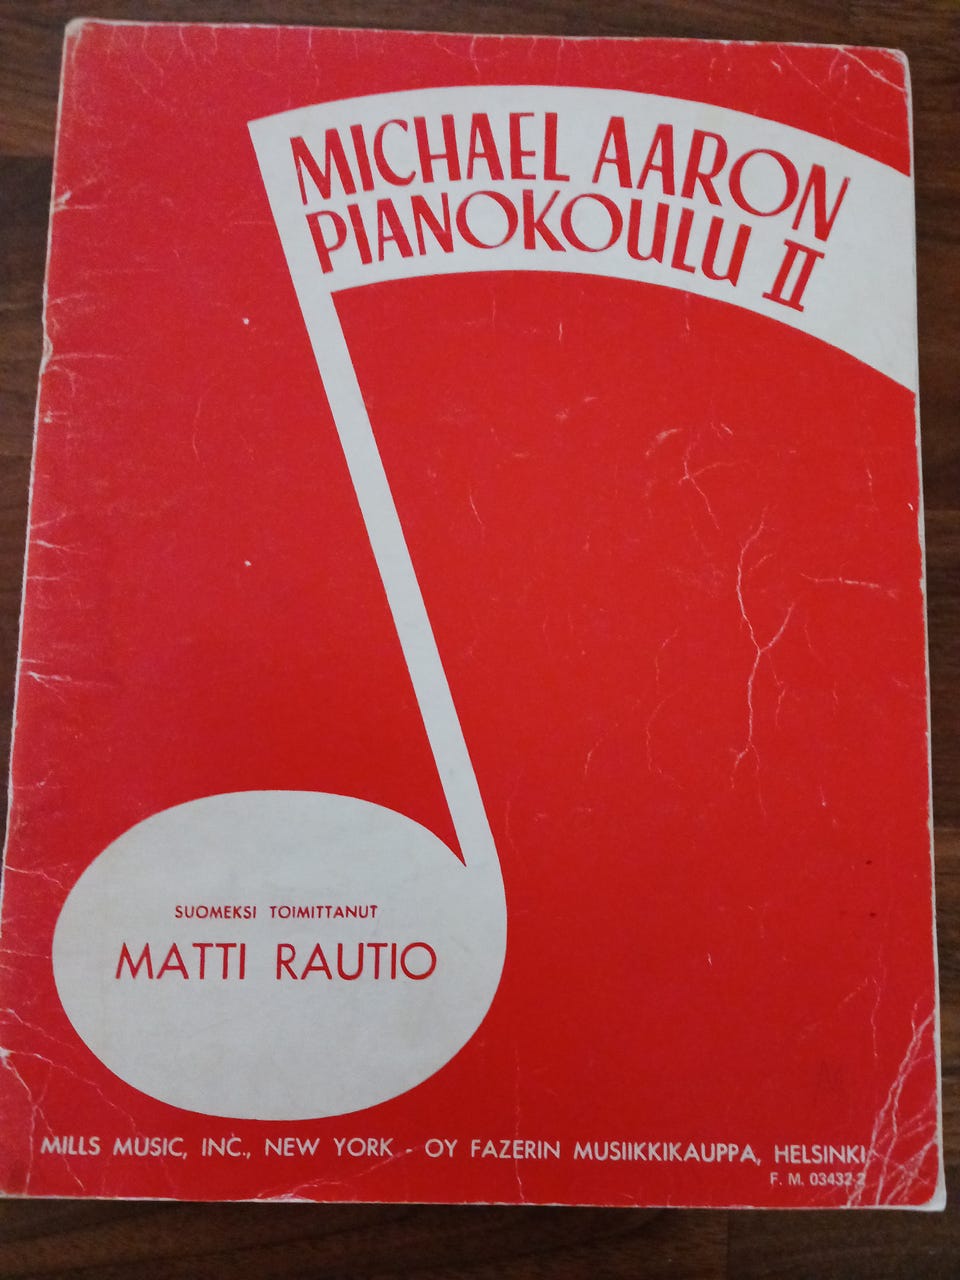 MICHAEL AARON
PIANOKOULU II
SUOMEKSI TOIMITTANUT
MATTI RAUTIO
MILLS MUSIC, INC., NEW YORK - OY FAZERIN MUSIIKKIKAUPPA, HELSINKI
F. M. 03432-2